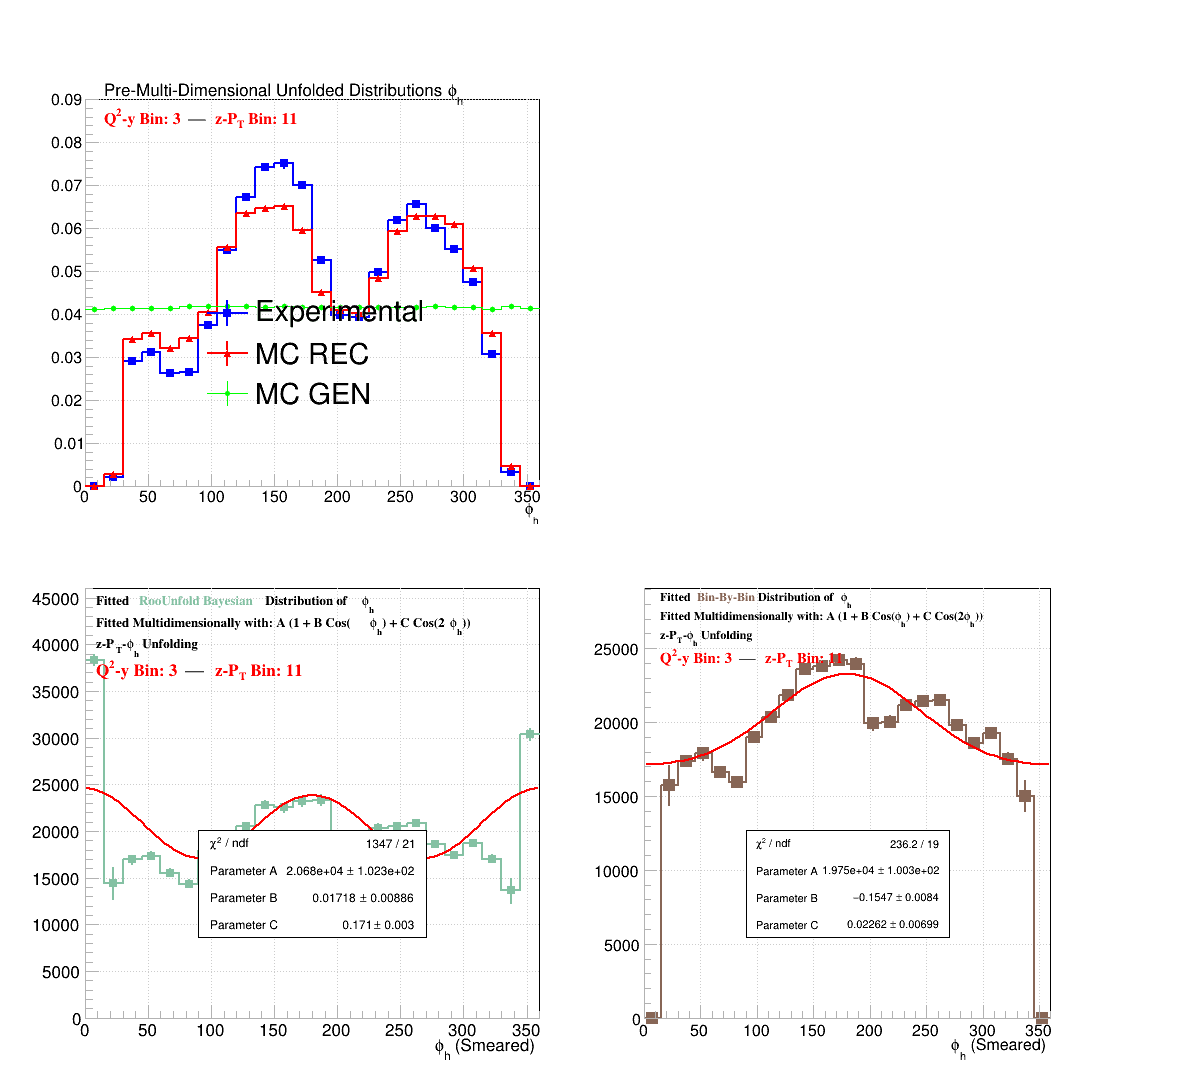 Pre-Multi-Dimensional Unfolded Distributions ϕh
Q²-y Bin: 3 — z-PT Bin: 11
0.09
0.08
0.07
0.06
0.05
0.04
0.03
0.02
0.01
0
Experimental
MC REC
MC GEN
0 50 100 150 200 250 300 350
ϕh
Fitted RooUnfold Bayesian Distribution of ϕh
Fitted Multidimensionally with: A (1 + B Cos( ϕh) + C Cos(2 ϕh))
z-PT-ϕh Unfolding
Q²-y Bin: 3 — z-PT Bin: 11
45000
40000
35000
30000
25000
20000
15000
10000
5000
0
χ² / ndf 1347 / 21
Parameter A 2.068e+04 ± 1.023e+02
Parameter B 0.01718 ± 0.00886
Parameter C 0.171 ± 0.003
0 50 100 150 200 250 300 350
ϕh (Smeared)
Fitted Bin-By-Bin Distribution of ϕh
Fitted Multidimensionally with: A (1 + B Cos(ϕh) + C Cos(2ϕh))
z-PT-ϕh Unfolding
Q²-y Bin: 3 — z-PT Bin: 11
25000
20000
15000
10000
5000
0
χ² / ndf 236.2 / 19
Parameter A 1.975e+04 ± 1.003e+02
Parameter B −0.1547 ± 0.0084
Parameter C 0.02262 ± 0.00699
0 50 100 150 200 250 300 350
ϕh (Smeared)